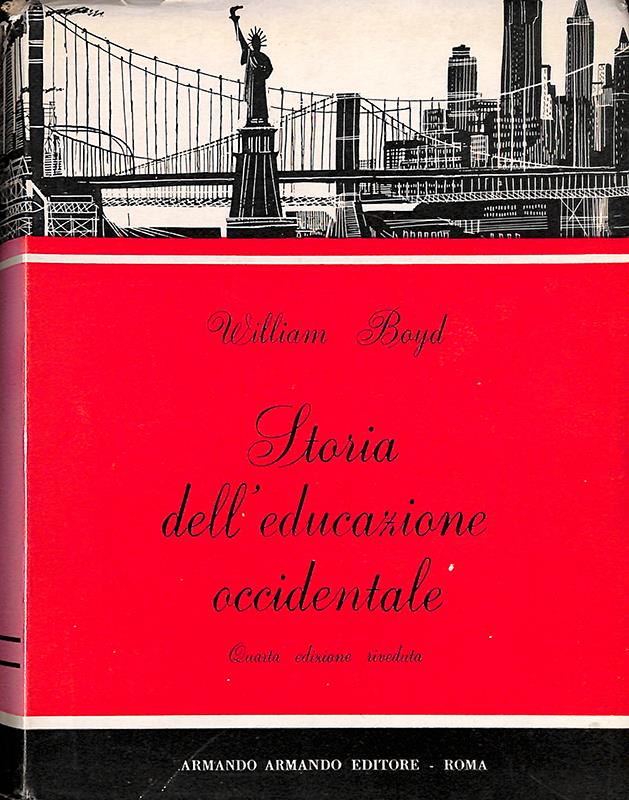 William Boyd
Storia
dell'educazione
occidentale
Quarta edizione riveduta
ARMANDO ARMANDO EDITORE - ROMA